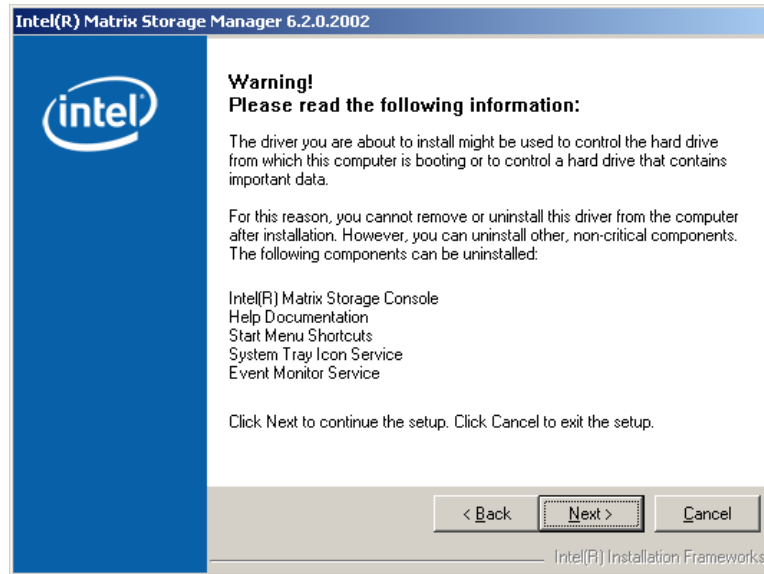 Intel(R) Matrix Storage Manager 6.2.0.2002
intel
Warning!
Please read the following information:
The driver you are about to install might be used to control the hard drive
from which this computer is booting or to control a hard drive that contains
important data.
For this reason, you cannot remove or uninstall this driver from the computer
after installation. However, you can uninstall other, non-critical components.
The following components can be uninstalled:
Intel(R) Matrix Storage Console
Help Documentation
Start Menu Shortcuts
System Tray Icon Service
Event Monitor Service
Click Next to continue the setup. Click Cancel to exit the setup.
< Back Next > Cancel
Intel(R) Installation Frameworks